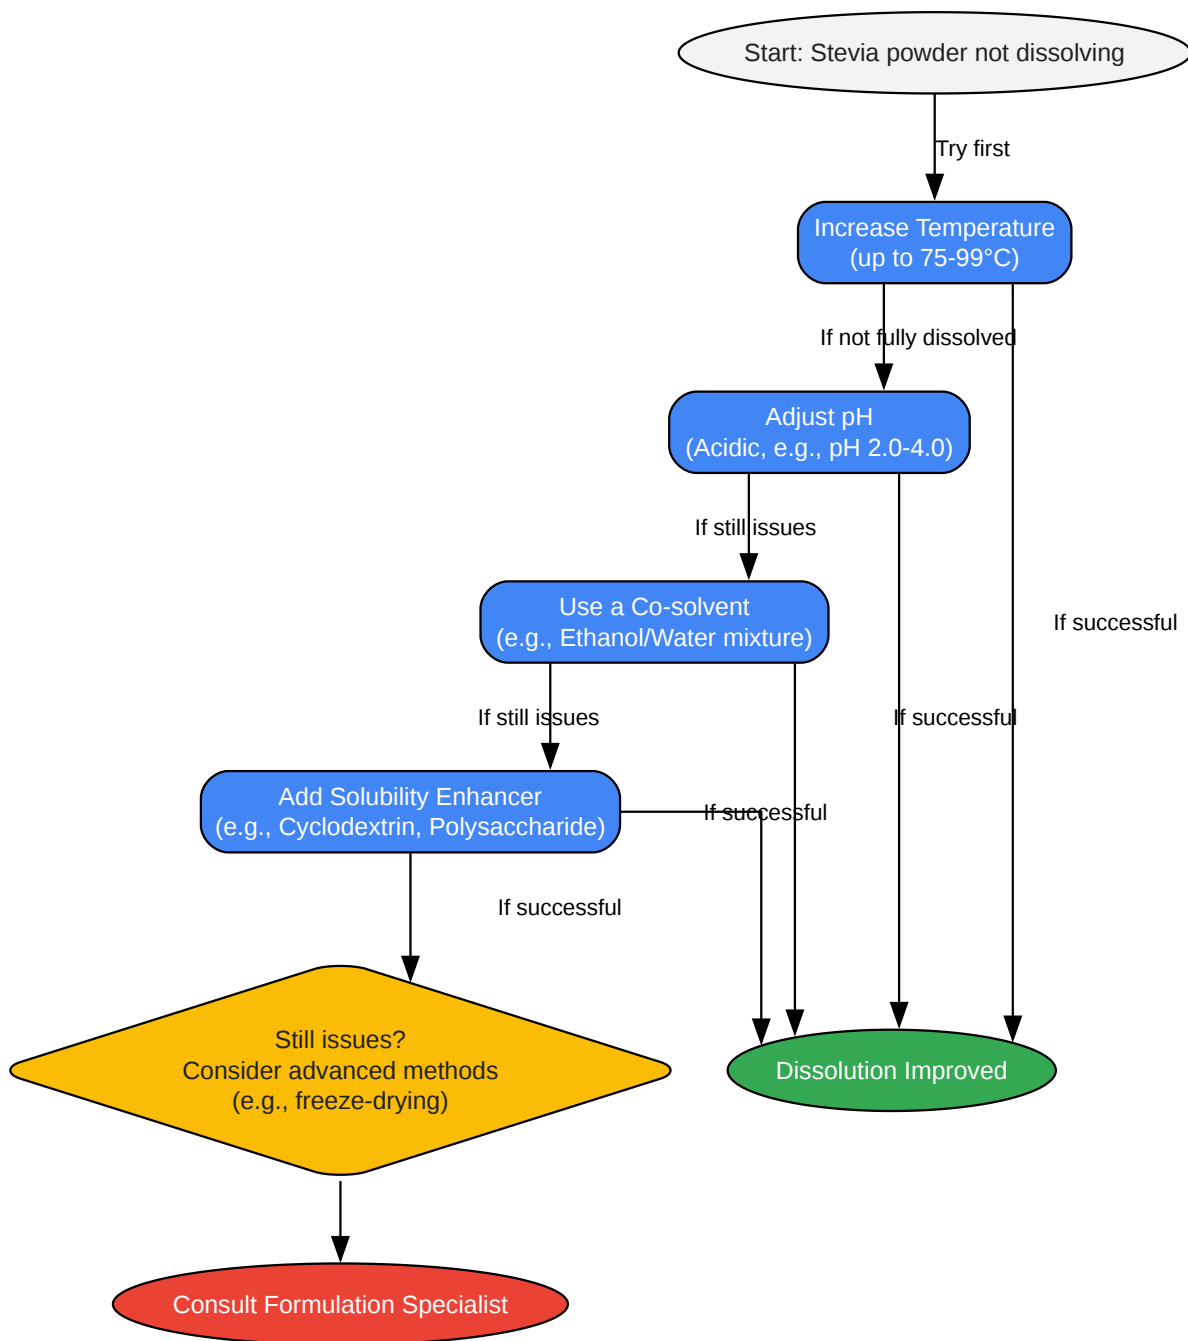 Start: Stevia powder not dissolving
Try first
Increase Temperature
(up to 75-99°C)
If not fully dissolved
Adjust pH
(Acidic, e.g., pH 2.0-4.0)
If still issues
Use a Co-solvent
(e.g., Ethanol/Water mixture)
If successful
If still issues
If successful
Add Solubility Enhancer
(e.g., Cyclodextrin, Polysaccharide)
If successful
If successful
Still issues?
Consider advanced methods
(e.g., freeze-drying)
Dissolution Improved
Consult Formulation Specialist